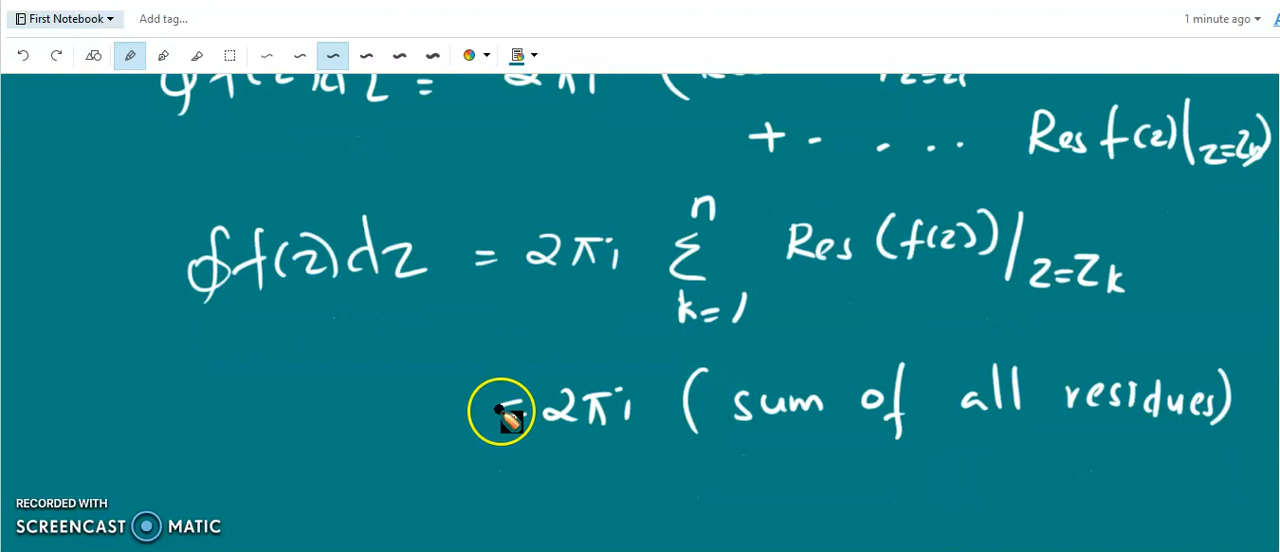 First Notebook
Add tag...
1 minute ago
= 2πi (
+ . . . . Res f(z)|z=zn)
∮f(z)dz = 2πi Σ Res (f(z))|z=zk
n
k=1
= 2πi ( sum of all residues)
RECORDED WITH
SCREENCAST MATIC